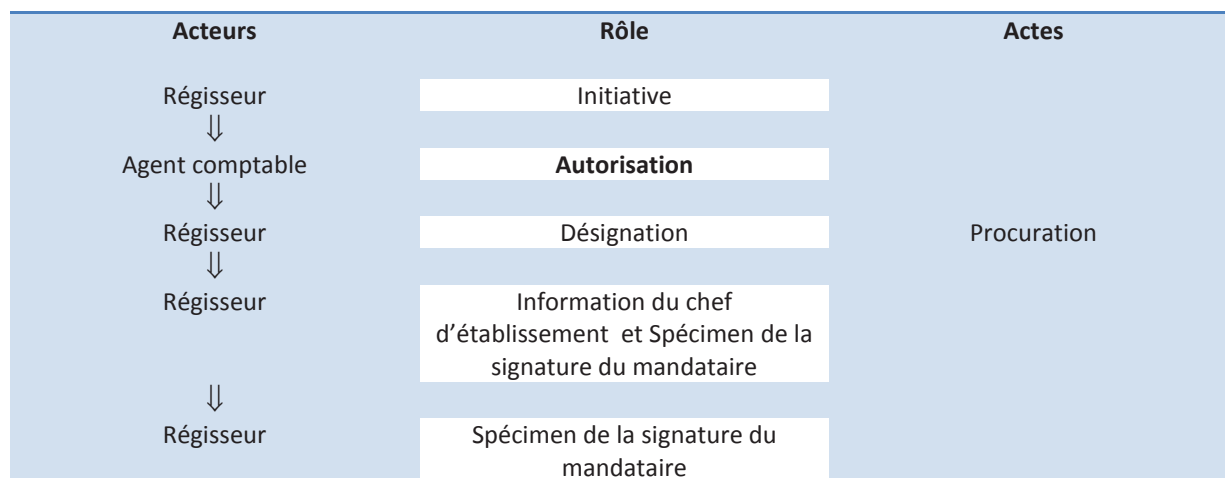 Acteurs Rôle Actes
Régisseur Initiative
⇓
Agent comptable Autorisation
⇓
Régisseur Désignation Procuration
⇓
Régisseur Information du chef
d’établissement et Spécimen de la
signature du mandataire
⇓
Régisseur Spécimen de la signature du
mandataire